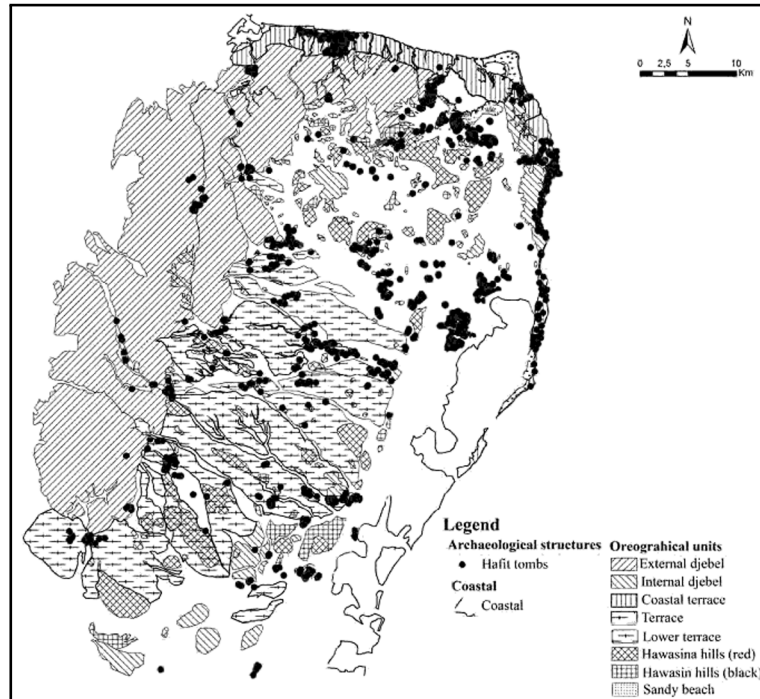 N
0 2,5 5 10
Km
Legend
Archaeological structures
Hafit tombs
Coastal
Coastal
Oreograhical units
External djebel
Internal djebel
Coastal terrace
Terrace
Lower terrace
Hawasina hills (red)
Hawasin hills (black)
Sandy beach